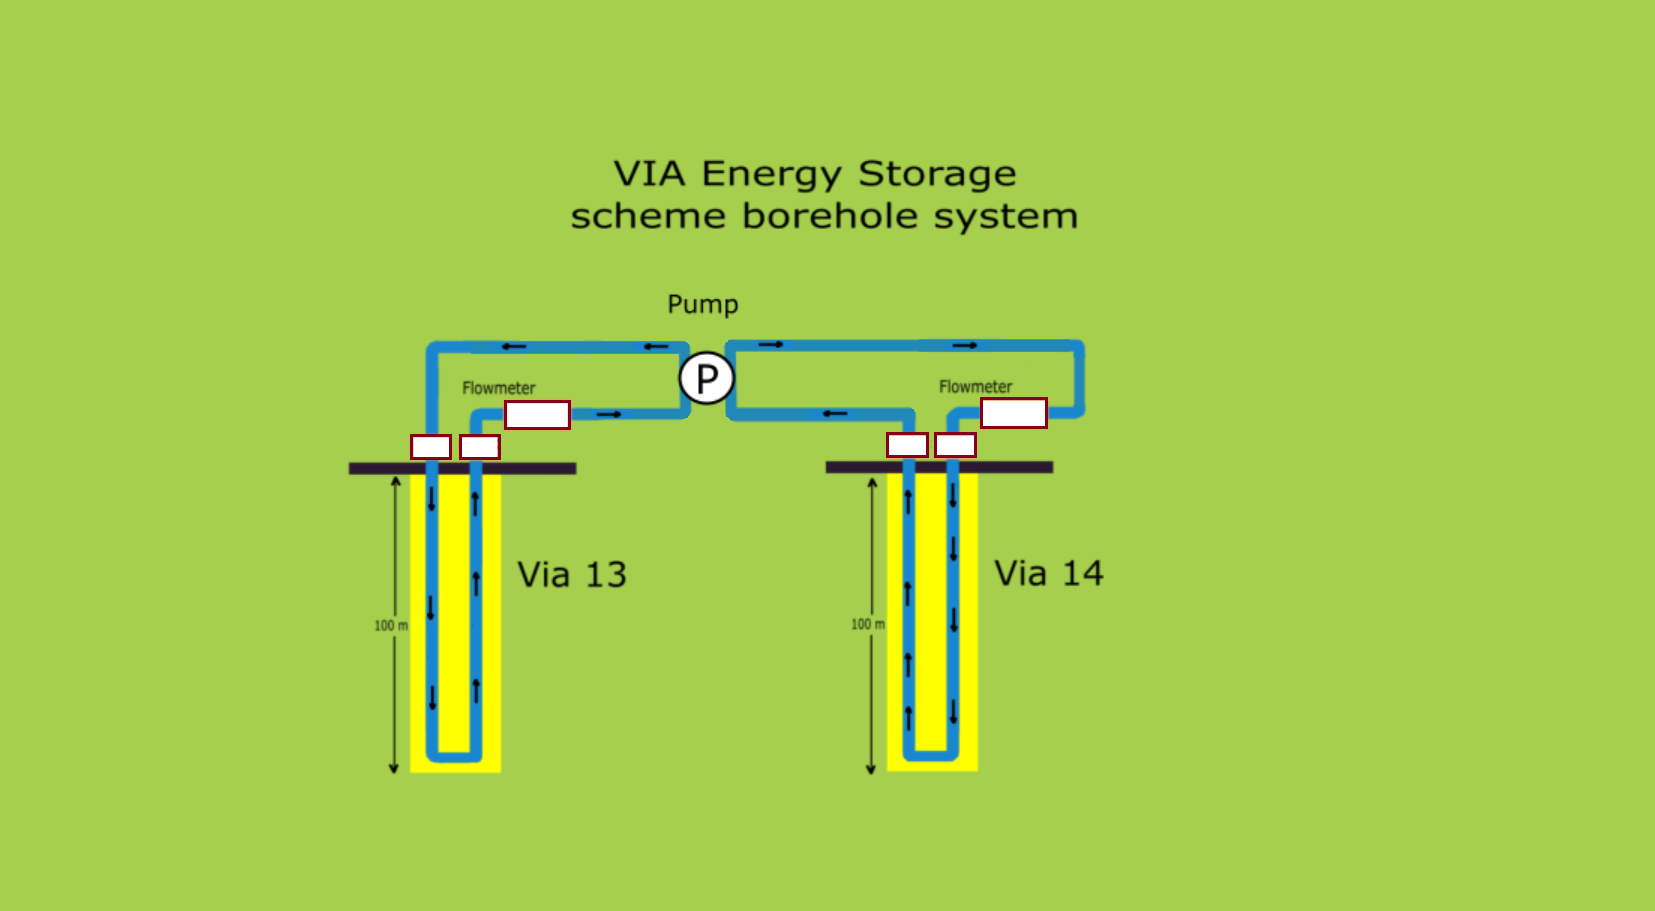 VIA Energy Storage
scheme borehole system
Pump
P
Flowmeter
Flowmeter
Via 13
Via 14
100 m
100 m